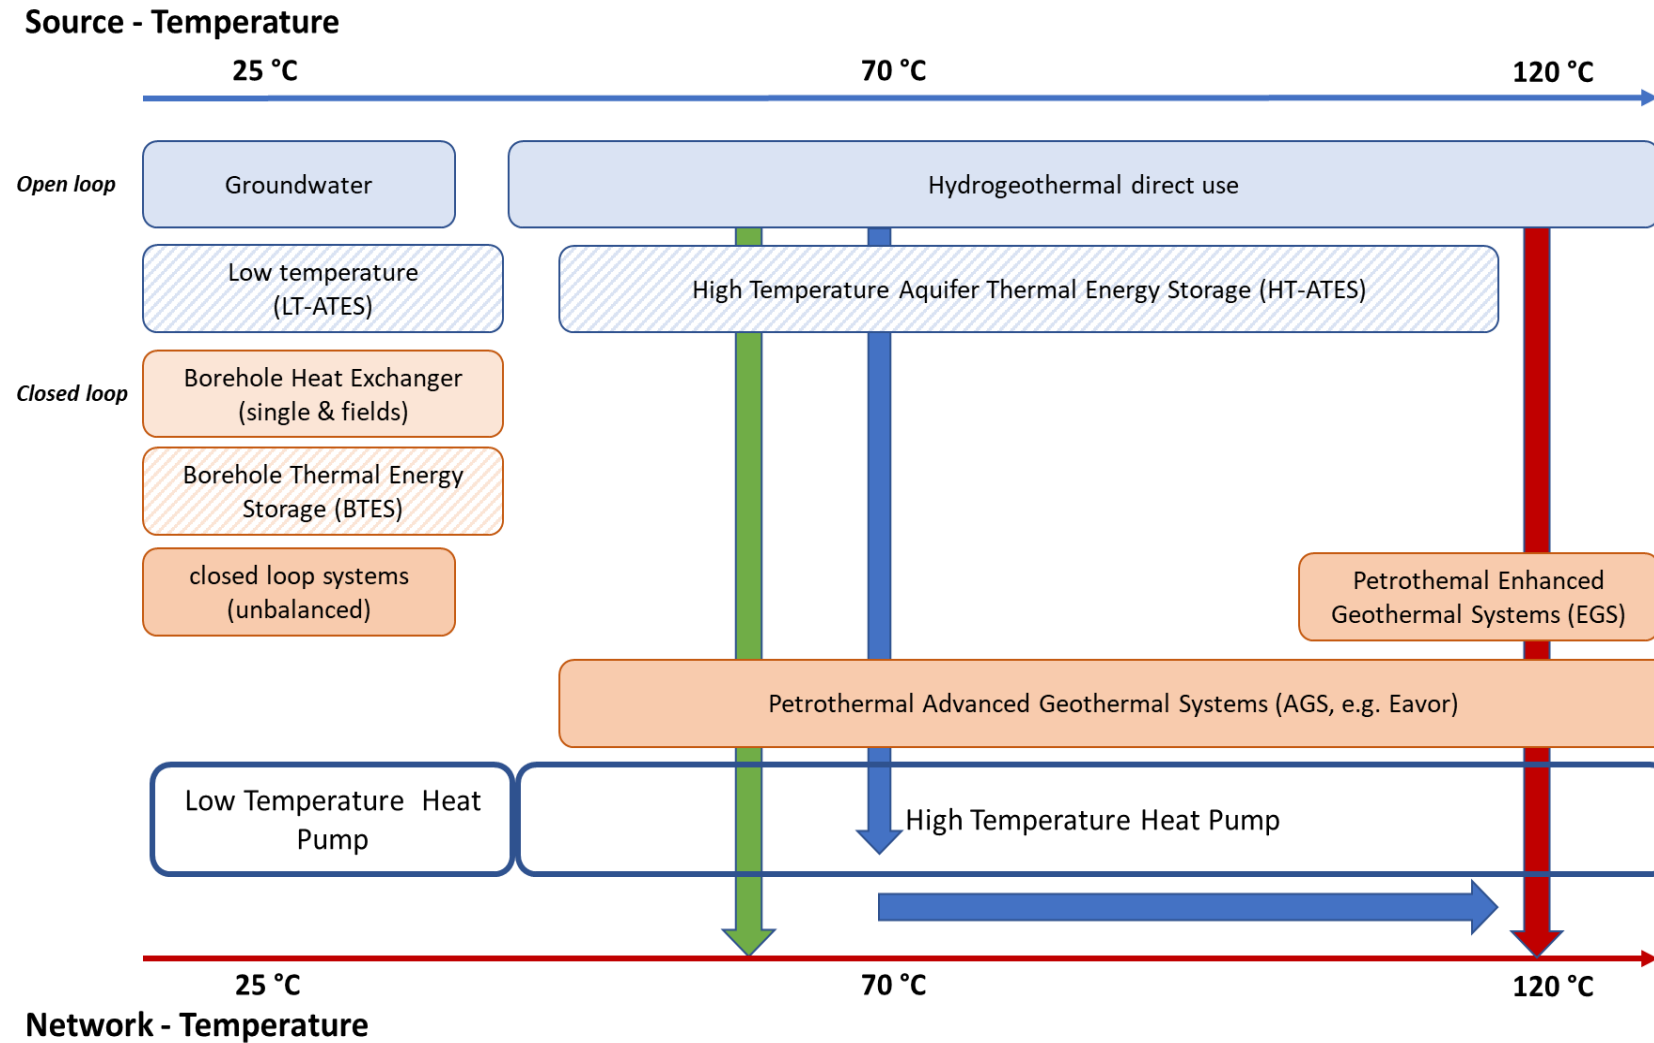 Source - Temperature
25 °C
70 °C
120 °C
Open loop
Groundwater
Hydrogeothermal direct use
Low temperature
(LT-ATES)
High Temperature Aquifer Thermal Energy Storage (HT-ATES)
Closed loop
Borehole Heat Exchanger
(single & fields)
Borehole Thermal Energy
Storage (BTES)
closed loop systems
(unbalanced)
Petrothemal Enhanced
Geothermal Systems (EGS)
Petrothermal Advanced Geothermal Systems (AGS, e.g. Eavor)
Low Temperature Heat
Pump
High Temperature Heat Pump
25 °C
70 °C
120 °C
Network - Temperature